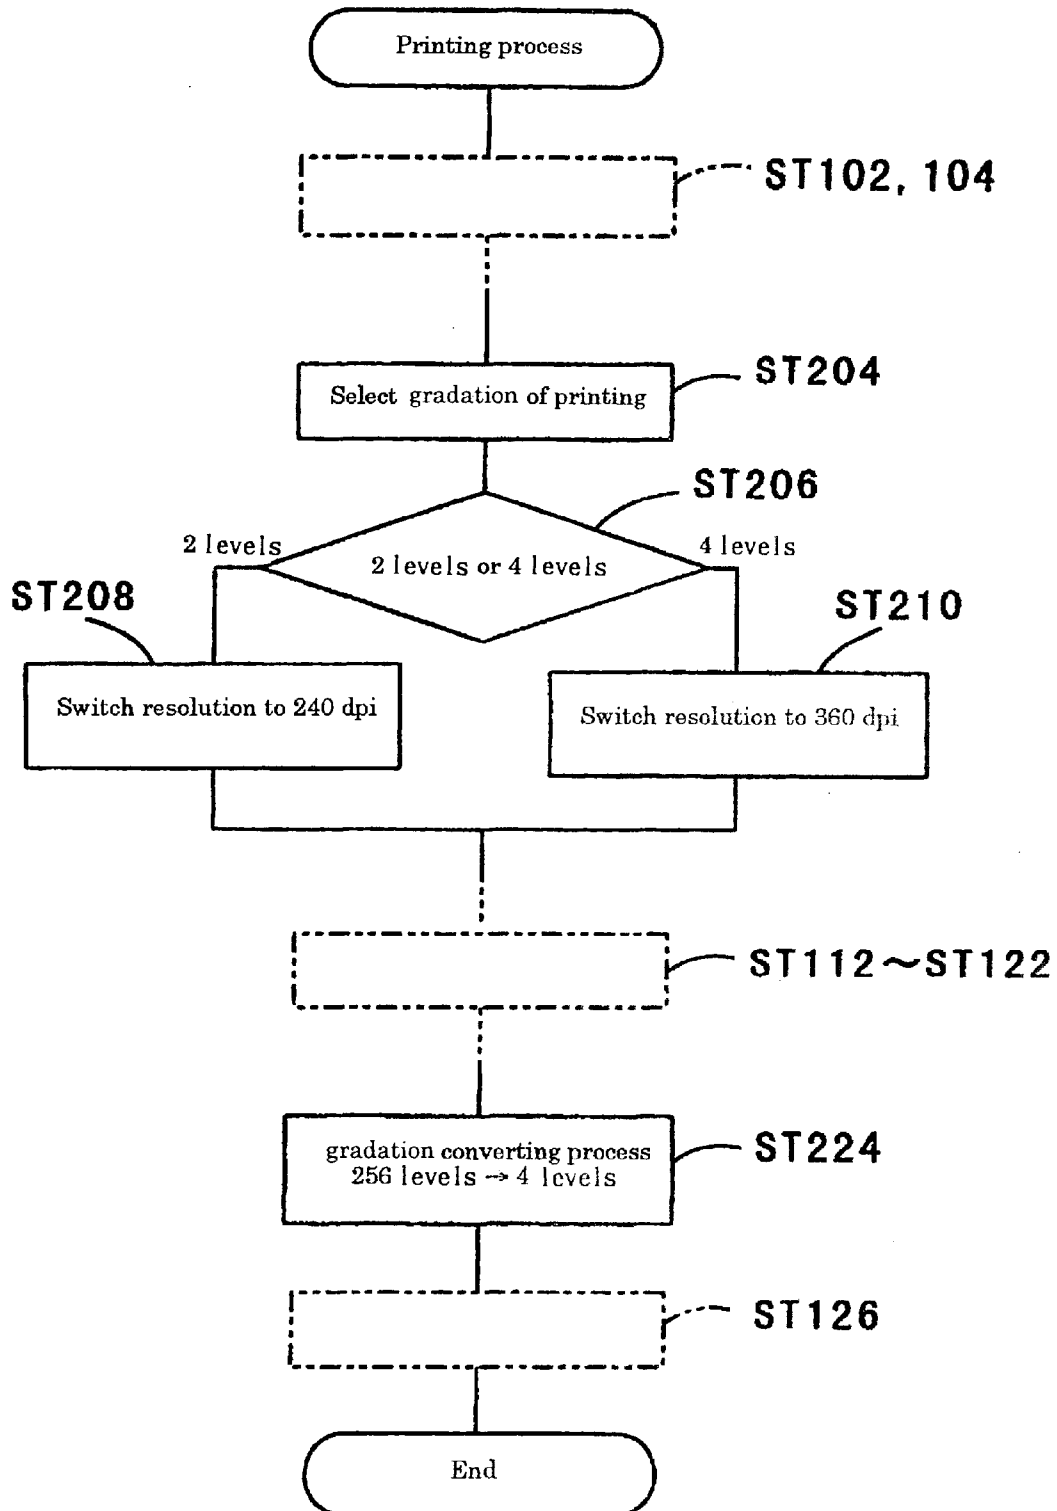 Printing process
ST102, 104
ST204
Select gradation of printing
ST206
2 levels
4 levels
2 levels or 4 levels
ST208
ST210
Switch resolution to 240 dpi
Switch resolution to 360 dpi
ST112～ST122
ST224
gradation converting process
256 levels → 4 levels
ST126
End